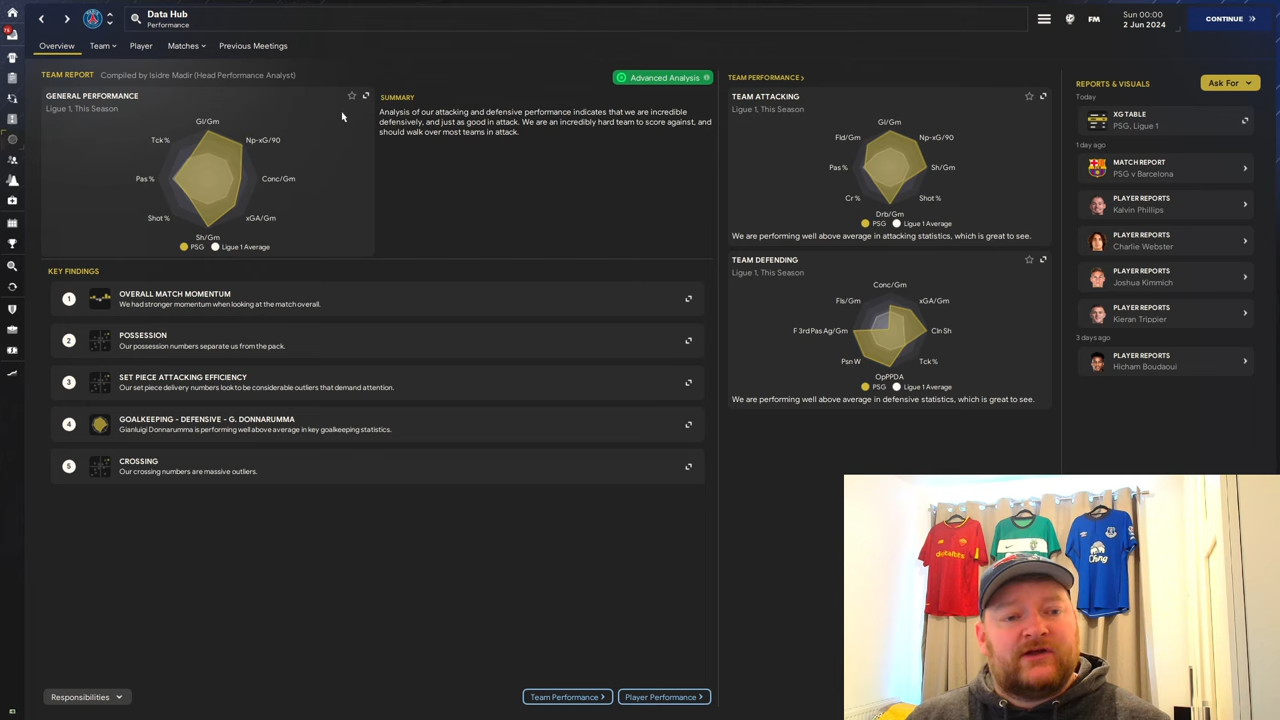 Data Hub
Performance
FM
Sun 00:00
2 Jun 2024
CONTINUE
Overview
Team
Player
Matches
Previous Meetings
TEAM REPORT Compiled by Isidre Madir (Head Performance Analyst)
Advanced Analysis
GENERAL PERFORMANCE
Ligue 1, This Season
Gl/Gm
Tck %
Np-xG/90
Pas %
Conc/Gm
Shot %
xGA/Gm
Sh/Gm
PSG
Ligue 1 Average
SUMMARY
Analysis of our attacking and defensive performance indicates that we are incredible
defensively, and just as good in attack. We are an incredibly hard team to score against, and
should walk over most teams in attack.
KEY FINDINGS
1
OVERALL MATCH MOMENTUM
We had stronger momentum when looking at the match overall.
2
POSSESSION
Our possession numbers separate us from the pack.
3
SET PIECE ATTACKING EFFICIENCY
Our set piece delivery numbers look to be considerable outliers that demand attention.
4
GOALKEEPING - DEFENSIVE - G. DONNARUMMA
Gianluigi Donnarumma is performing well above average in key goalkeeping statistics.
5
CROSSING
Our crossing numbers are massive outliers.
Responsibilities
Team Performance
Player Performance
TEAM PERFORMANCE
TEAM ATTACKING
Ligue 1, This Season
Gl/Gm
Fld/Gm
Np-xG/90
Pas %
Sh/Gm
Cr %
Shot %
Drb/Gm
PSG
Ligue 1 Average
We are performing well above average in attacking statistics, which is great to see.
TEAM DEFENDING
Ligue 1, This Season
Conc/Gm
Fls/Gm
xGA/Gm
F 3rd Pas Ag/Gm
Cln Sh
Psn W
Tck %
OpPPDA
PSG
Ligue 1 Average
We are performing well above average in defensive statistics, which is great to see.
REPORTS & VISUALS
Ask For
Today
XG TABLE
PSG, Ligue 1
1 day ago
MATCH REPORT
PSG v Barcelona
PLAYER REPORTS
Kalvin Phillips
PLAYER REPORTS
Charlie Webster
PLAYER REPORTS
Joshua Kimmich
PLAYER REPORTS
Kieran Trippier
3 days ago
PLAYER REPORTS
Hicham Boudaoui